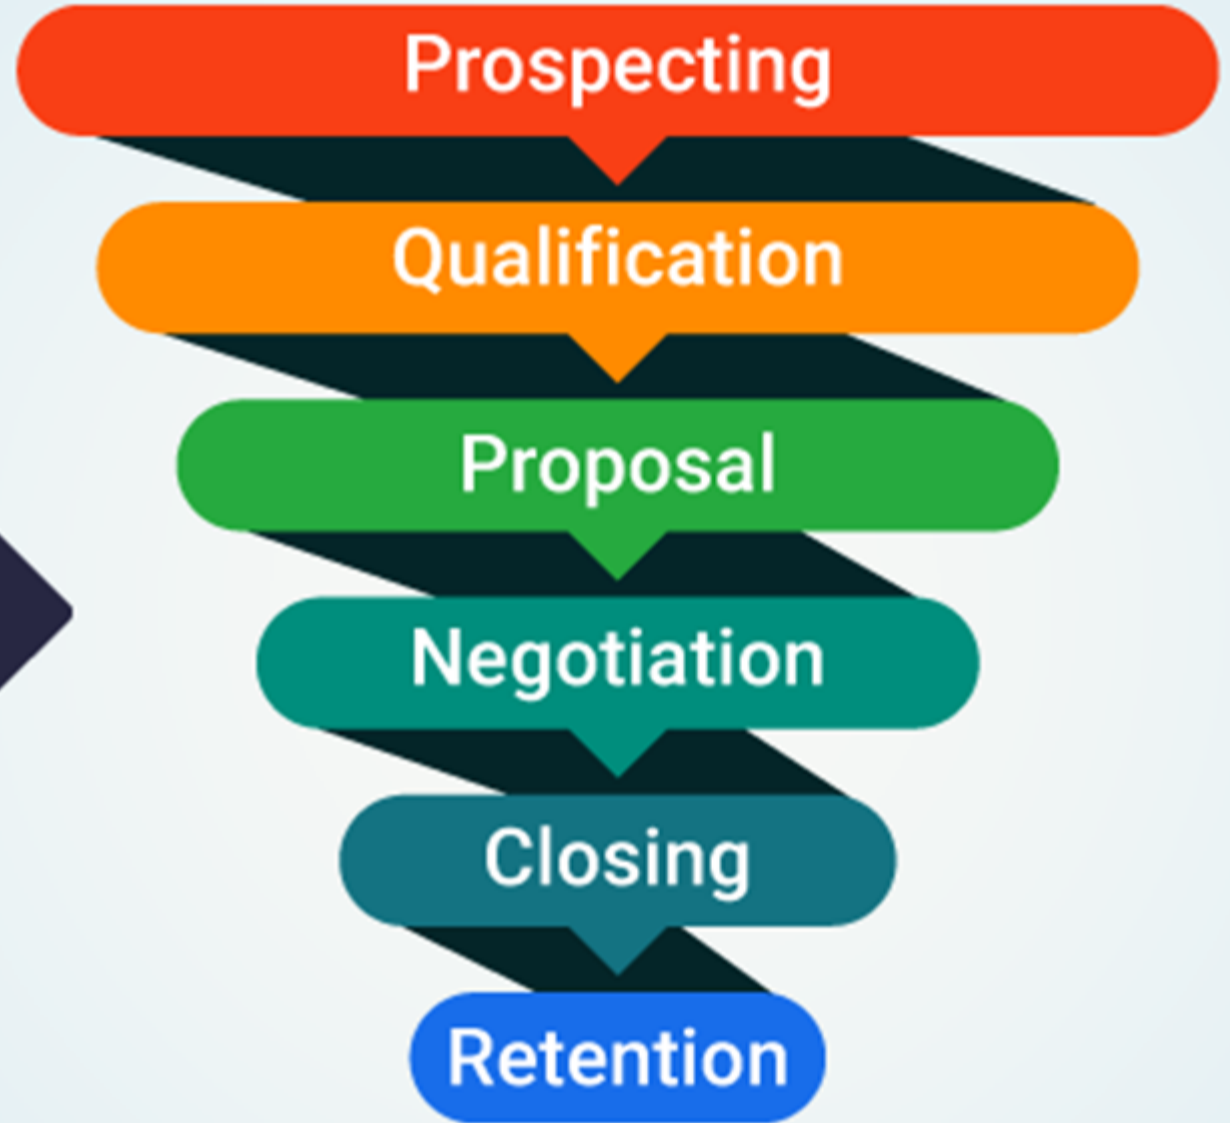 Prospecting
Qualification
Proposal
Negotiation
Closing
Retention